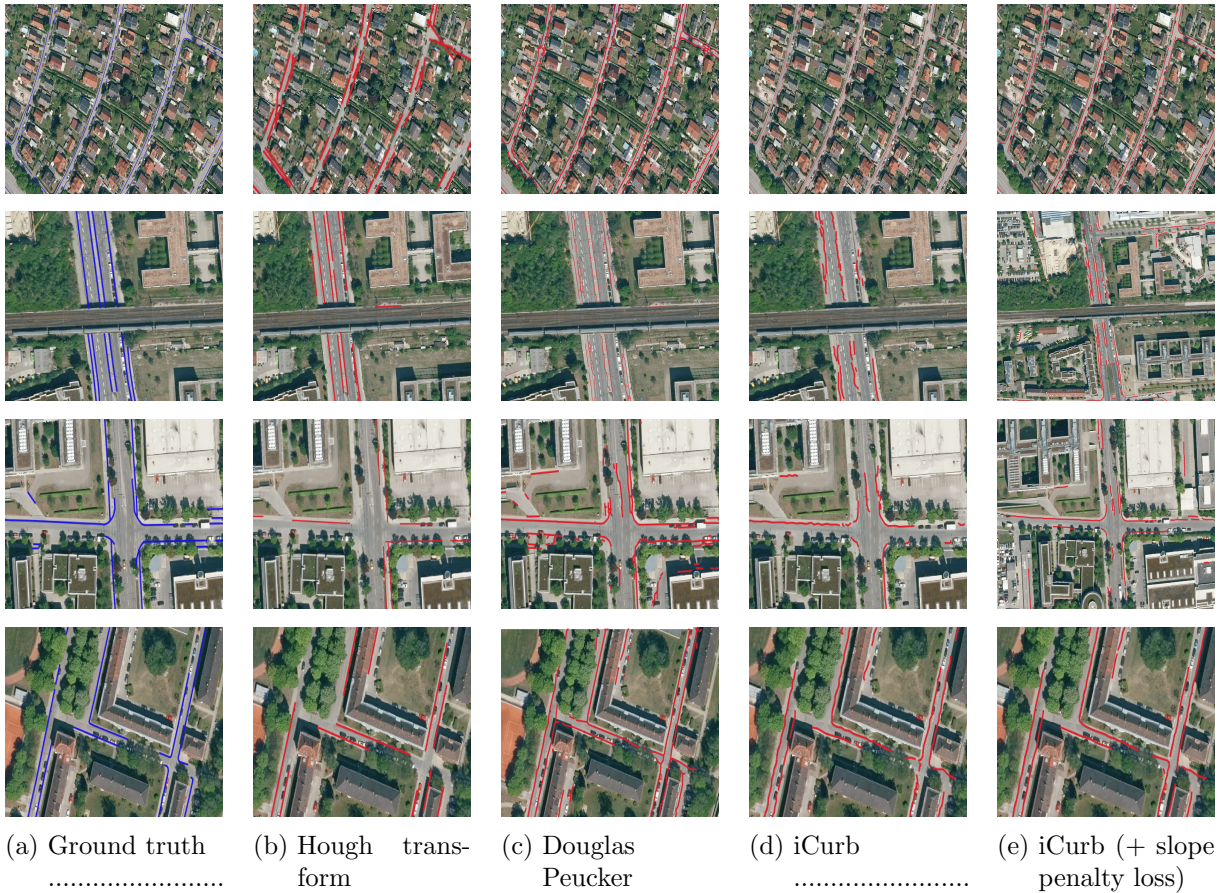 (a) Ground truth (b) Hough trans- (c) Douglas (d) iCurb (e) iCurb (+ slope
........................ form Peucker ........................ penalty loss)